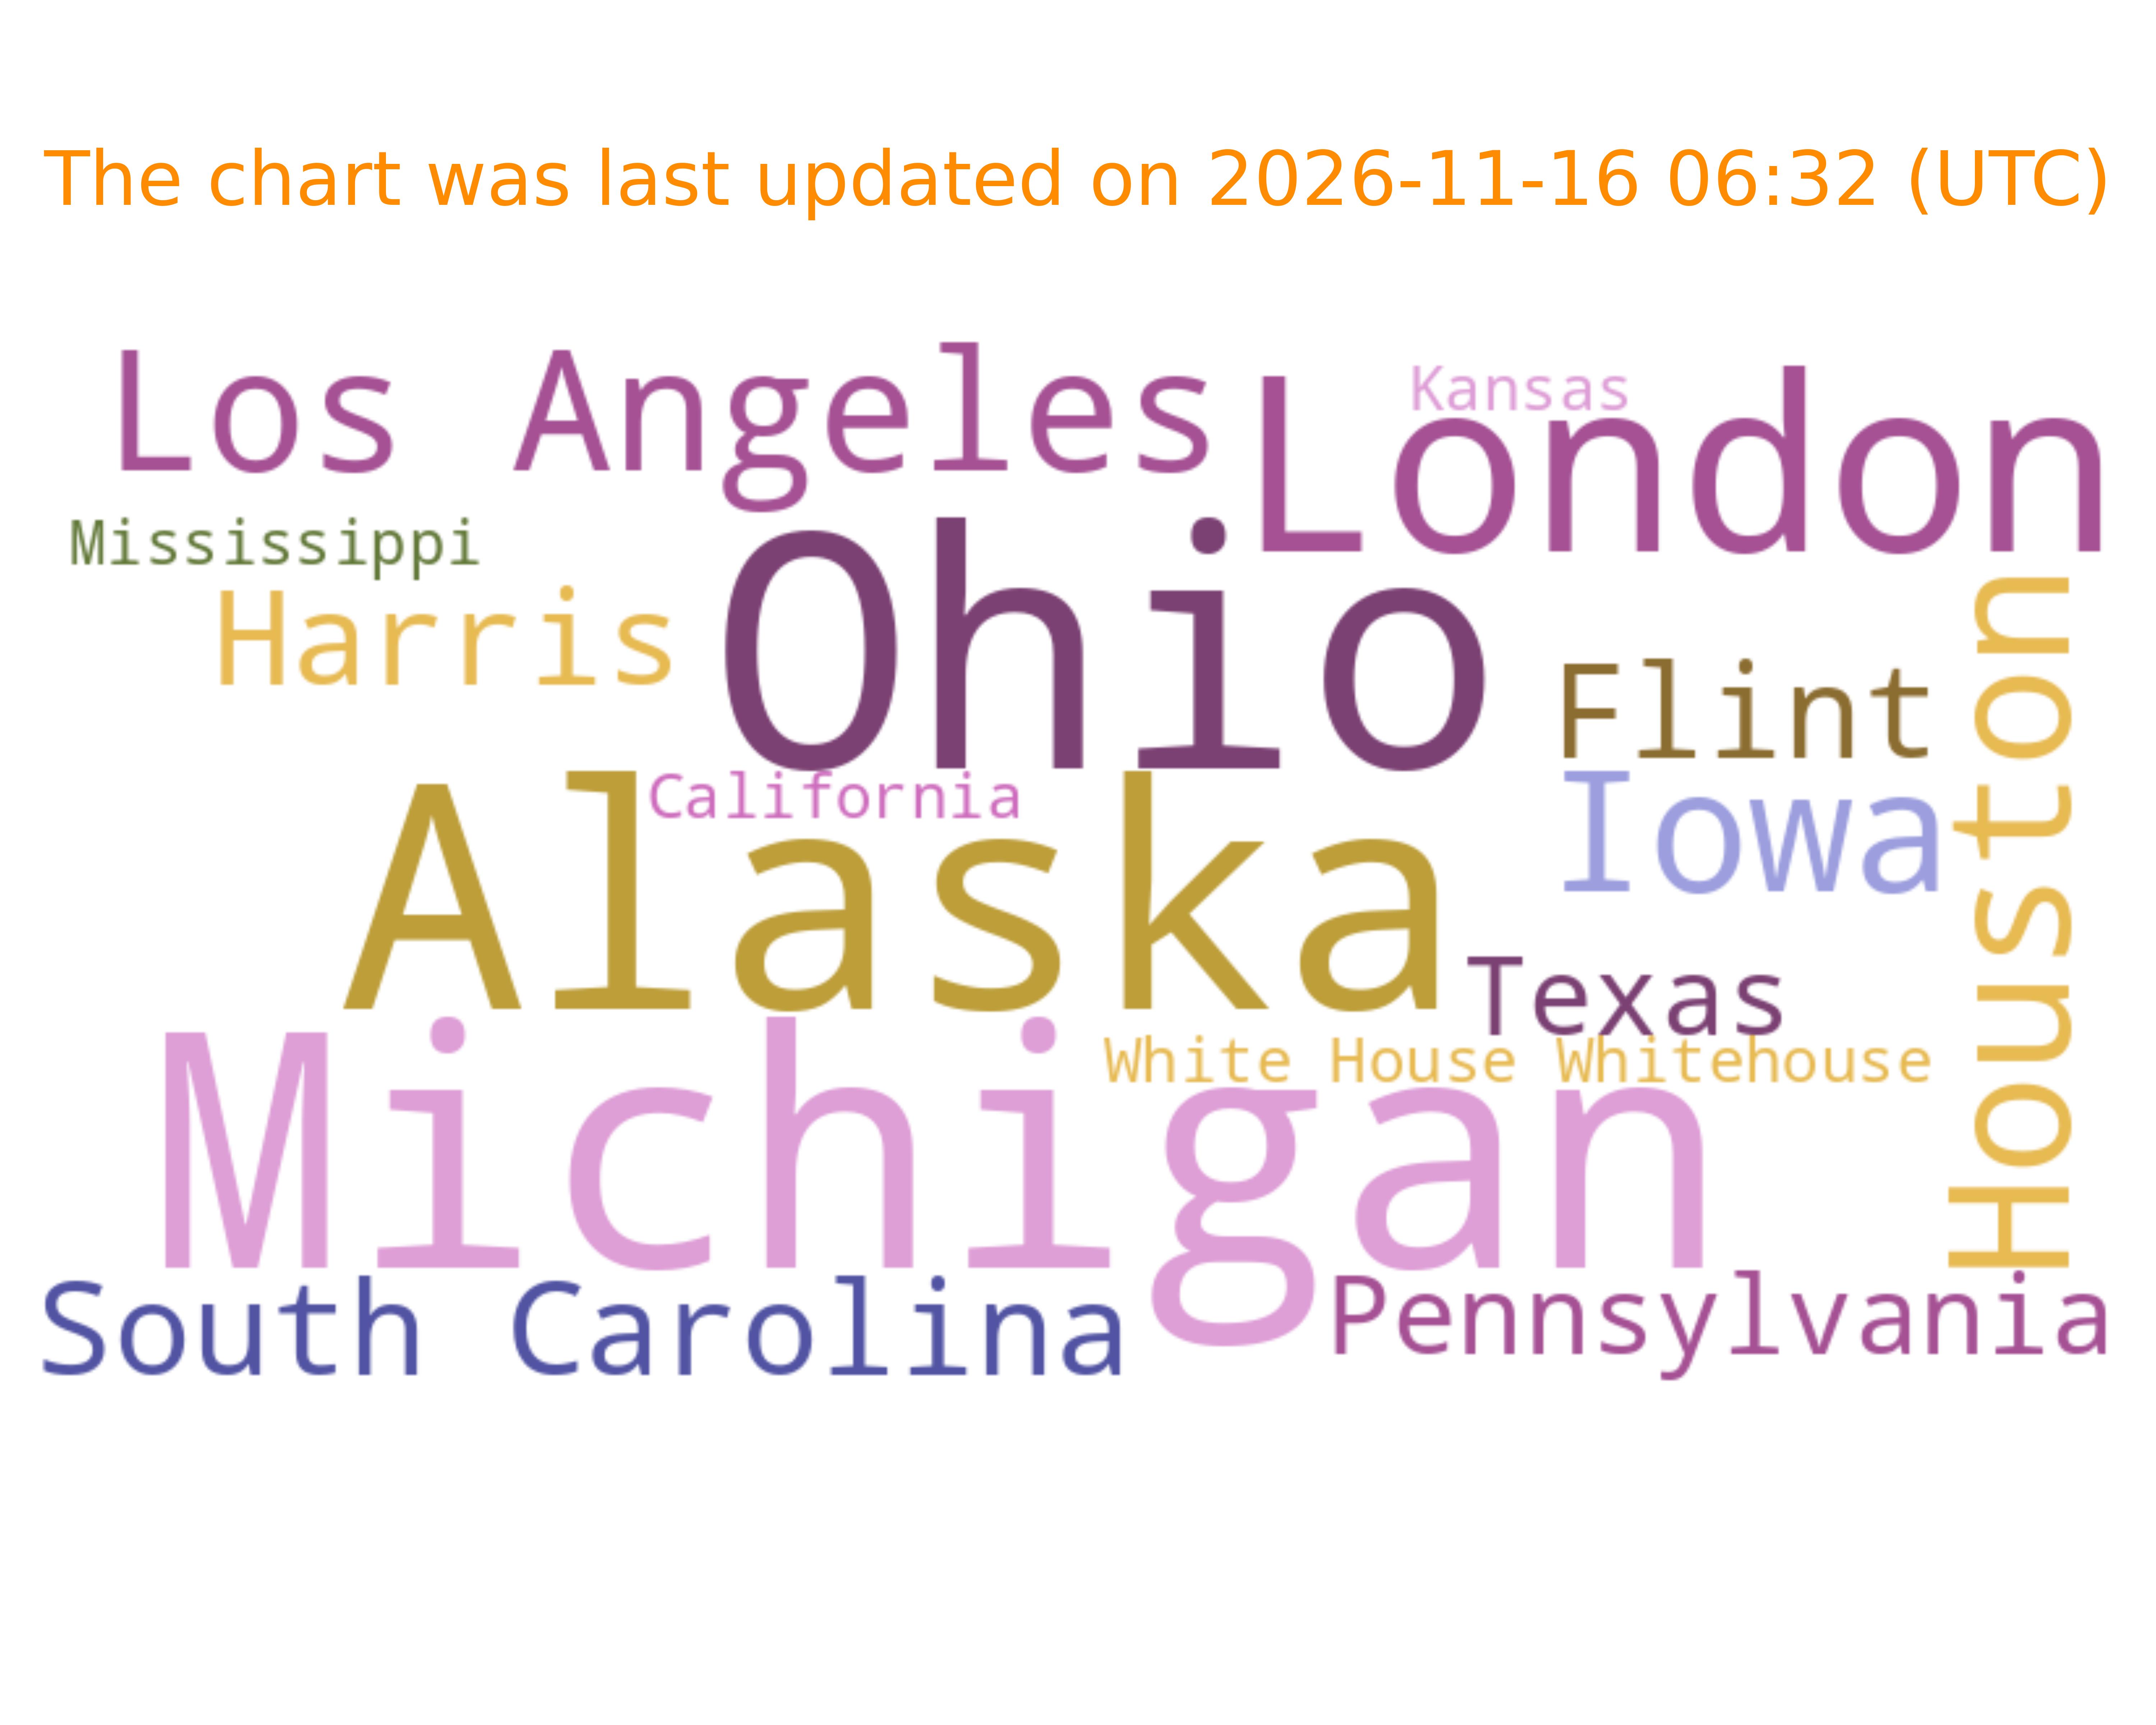 The chart was last updated on 2026-11-16 06:32 (UTC)
Los Angeles
Kansas
London
Mississippi
Harris
Ohio
Flint
Houston
California
Iowa
Alaska
Texas
White House Whitehouse
Michigan
South Carolina
Pennsylvania